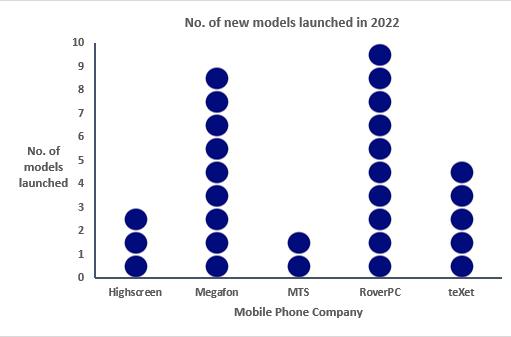 No. of new models launched in 2022
No. of
models
launched
10
9
8
7
6
5
4
3
2
1
0
Highscreen
Megafon
MTS
RoverPC
teXet
Mobile Phone Company